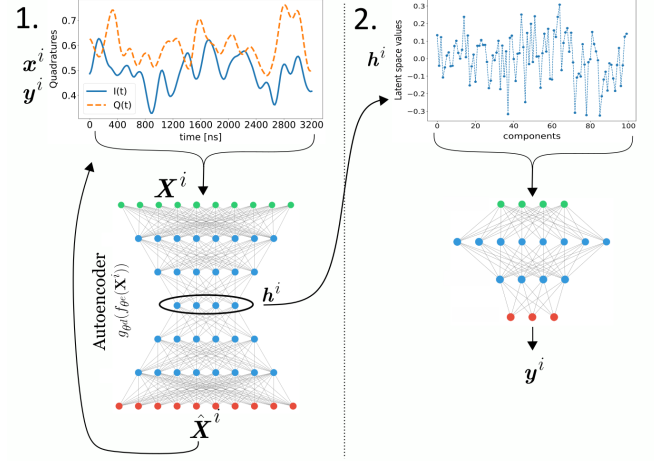 1.
x^i
y^i
Quadratures
0.7
0.6
0.5
0.4
I(t)
Q(t)
0 400 800 1200 1600 2000 2400 2800 3200
time [ns]
X^i
Autoencoder
g_{θ^d}(f_{θ^e}(X^i))
h^i
X̂^i
2.
h^i
Latent space values
0.3
0.2
0.1
0.0
−0.1
−0.2
−0.3
0 20 40 60 80 100
components
y^i